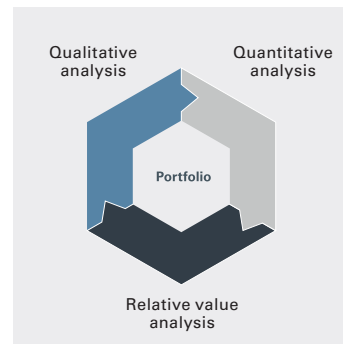 Qualitative
analysis
Quantitative
analysis
Portfolio
Relative value
analysis